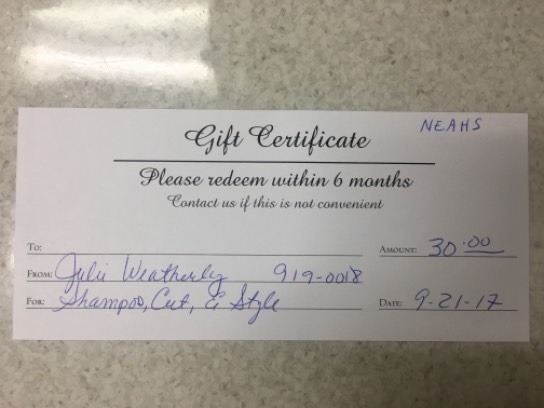 NEAHS
Gift Certificate
Please redeem within 6 months
Contact us if this is not convenient
To:
AMOUNT: 30.00
FROM: Julie Weatherly 919-0018
FOR: Shampoo, Cut, & Style
DATE: 9-21-17